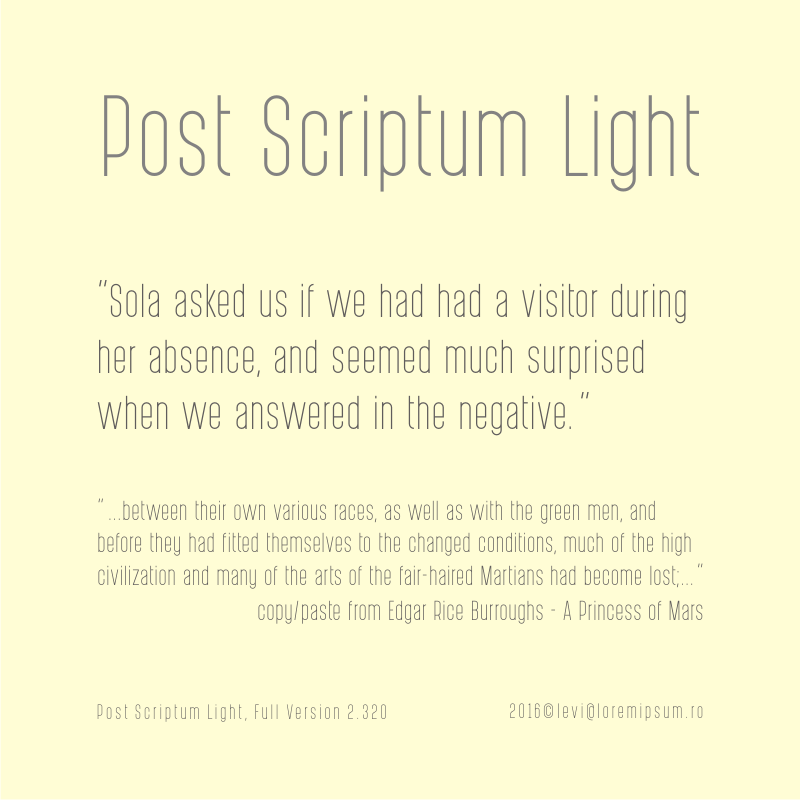 Post Scriptum Light
"Sola asked us if we had had a visitor during
her absence, and seemed much surprised
when we answered in the negative."
"...between their own various races, as well as with the green men, and
before they had fitted themselves to the changed conditions, much of the high
civilization and many of the arts of the fair-haired Martians had become lost;..."
copy/paste from Edgar Rice Burroughs - A Princess of Mars
Post Scriptum Light, Full Version 2.320
2016©levi@loremipsum.ro